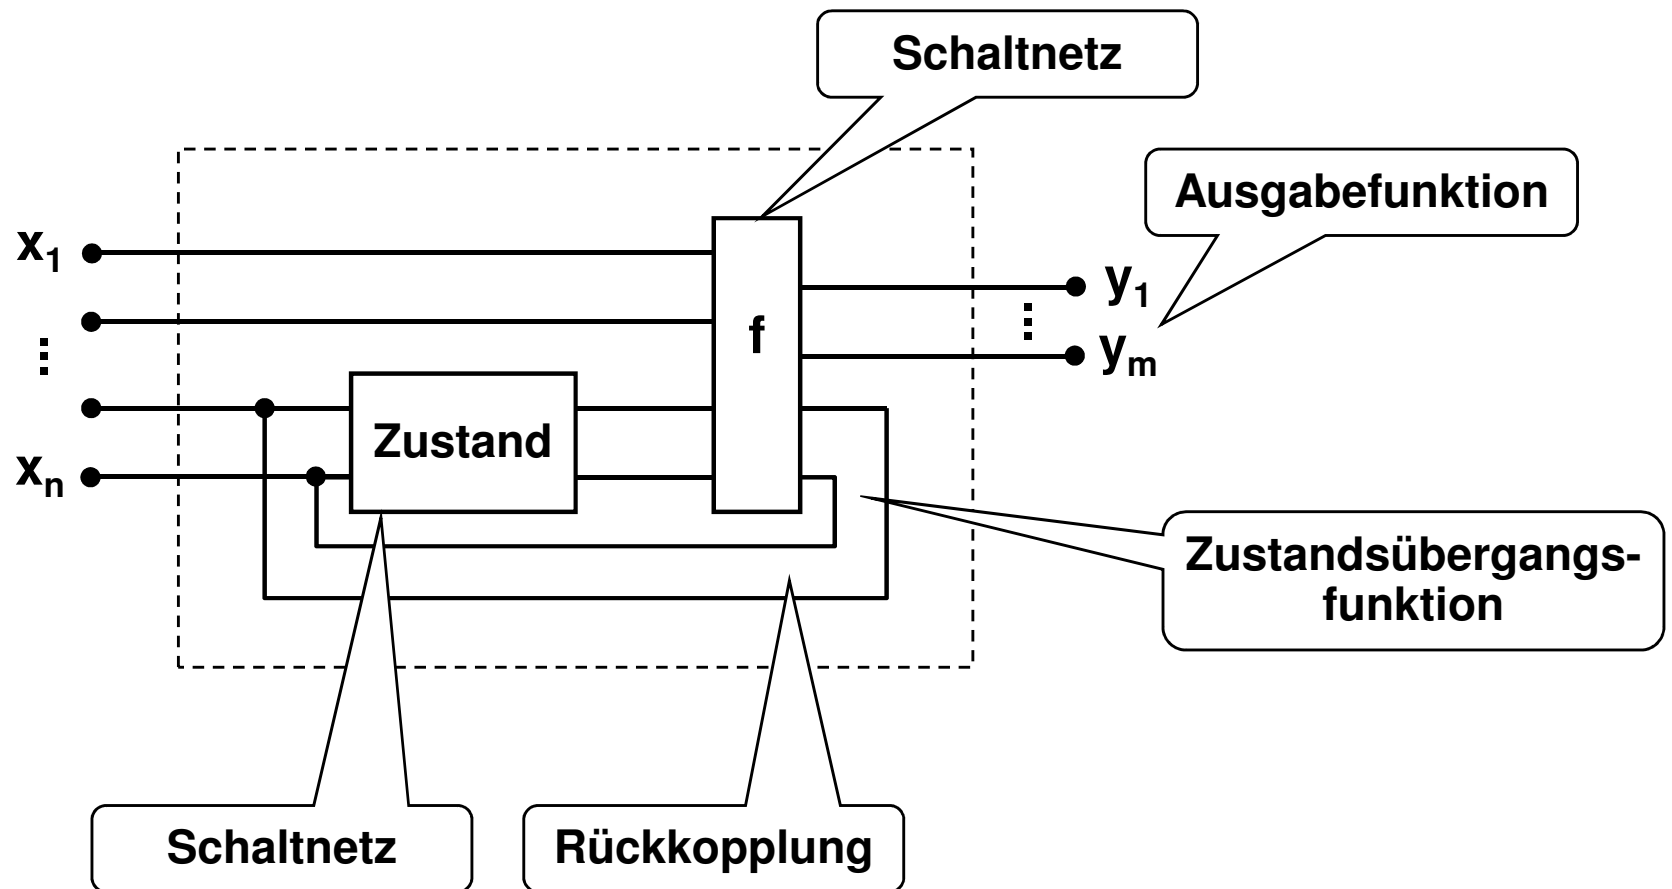 Schaltnetz
Ausgabefunktion
x1
y1
f
ym
Zustand
xn
Zustandsübergangs-
funktion
Schaltnetz
Rückkopplung